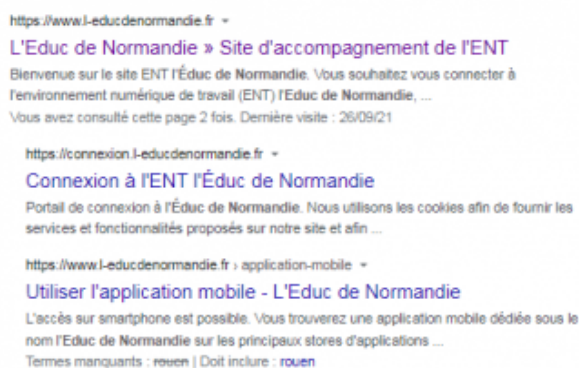 https://www.l-educdenormandie.fr
L'Educ de Normandie » Site d'accompagnement de l'ENT
Bienvenue sur le site ENT l'Éduc de Normandie. Vous souhaitez vous connecter à
l'environnement numérique de travail (ENT) l'Educ de Normandie, ...
Vous avez consulté cette page 2 fois. Dernière visite : 26/09/21
https://connexion.l-educdenormandie.fr
Connexion à l'ENT l'Éduc de Normandie
Portail de connexion à l'Éduc de Normandie. Nous utilisons les cookies afin de fournir les
services et fonctionnalités proposés sur notre site et afin ...
https://www.l-educdenormandie.fr › application-mobile
Utiliser l'application mobile - L'Educ de Normandie
L'accès sur smartphone est possible. Vous trouverez une application mobile dédiée sous le
nom l'Educ de Normandie sur les principaux stores d'applications ...
Termes manquants : rouen | Doit inclure : rouen